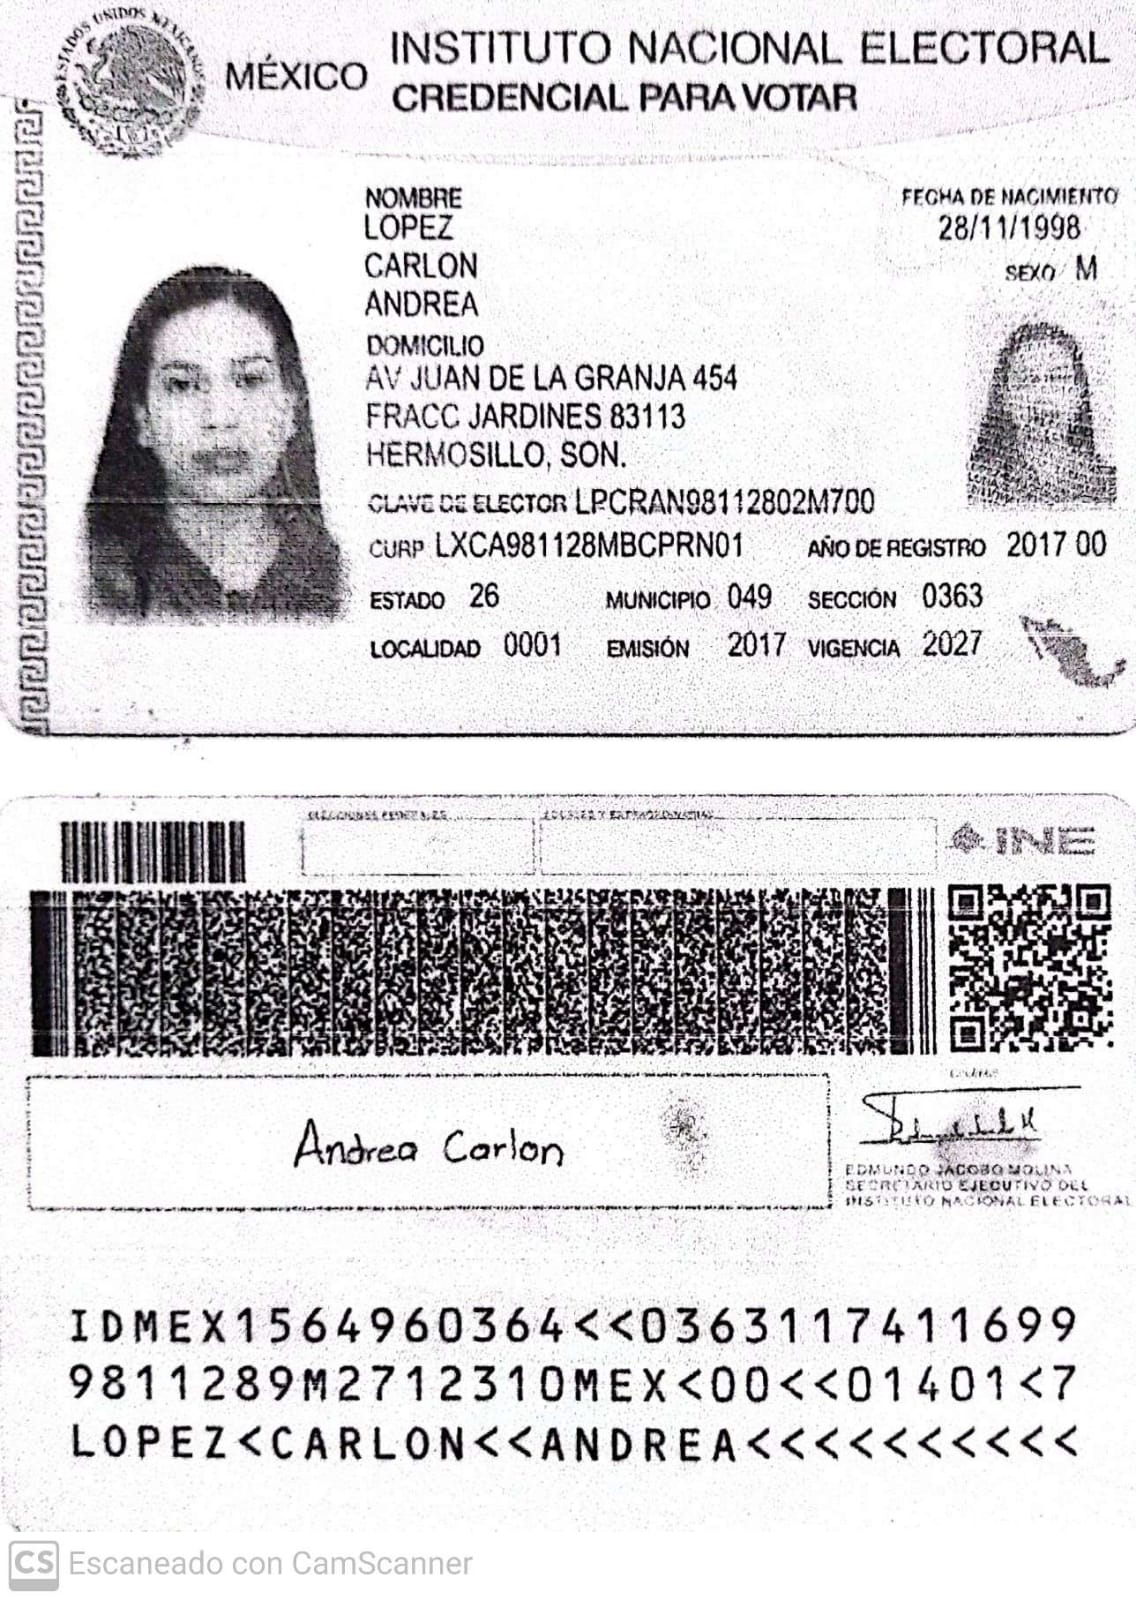 ESTADOS UNIDOS MEXICANOS
MÉXICO
INSTITUTO NACIONAL ELECTORAL
CREDENCIAL PARA VOTAR
NOMBRE
LOPEZ
CARLON
ANDREA
FECHA DE NACIMIENTO
28/11/1998
SEXO M
DOMICILIO
AV JUAN DE LA GRANJA 454
FRACC JARDINES 83113
HERMOSILLO, SON.
CLAVE DE ELECTOR LPCRAN98112802M700
CURP LXCA981128MBCPRN01 AÑO DE REGISTRO 2017 00
ESTADO 26 MUNICIPIO 049 SECCIÓN 0363
LOCALIDAD 0001 EMISIÓN 2017 VIGENCIA 2027
ELECCIONES FEDERALES LOCALES Y EXTRAORDINARIAS
INE
Andrea Carlon
EDMUNDO JACOBO MOLINA
SECRETARIO EJECUTIVO DEL
INSTITUTO NACIONAL ELECTORAL
IDMEX1564960364<<0363117411699
9811289M2712310MEX<00<<01401<7
LOPEZ<CARLON<<ANDREA<<<<<<<<<<
CS Escaneado con CamScanner